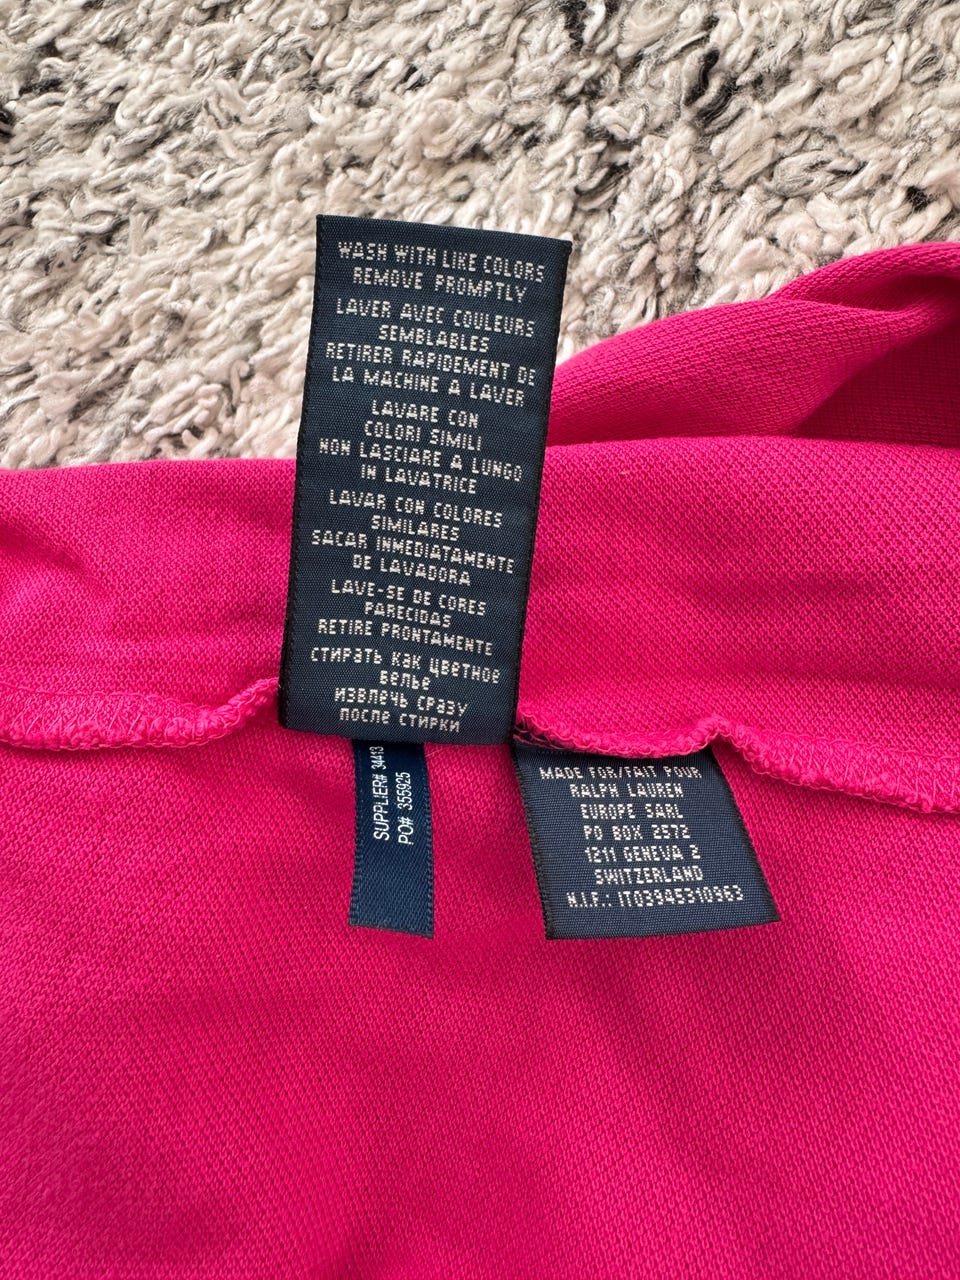 WASH WITH LIKE COLORS
REMOVE PROMPTLY
LAVER AVEC COULEURS
SEMBLABLES
RETIRER RAPIDEMENT DE
LA MACHINE A LAVER
LAVARE CON
COLORI SIMILI
NON LASCIARE A LUNGO
IN LAVATRICE
LAVAR CON COLORES
SIMILARES
SACAR INMEDIATAMENTE
DE LAVADORA
LAVE-SE DE CORES
PARECIDAS
RETIRE PRONTAMENTE
СТИРАТЬ КАК ЦВЕТНОЕ
БЕЛЬЕ
ИЗВЛЕЧЬ СРАЗУ
ПОСЛЕ СТИРКИ
SUPPLIER# 34413
PO# 355925
MADE FOR/FAIT POUR
RALPH LAUREN
EUROPE SARL
PO BOX 2572
1211 GENEVA 2
SWITZERLAND
N.I.F.: IT03945310963